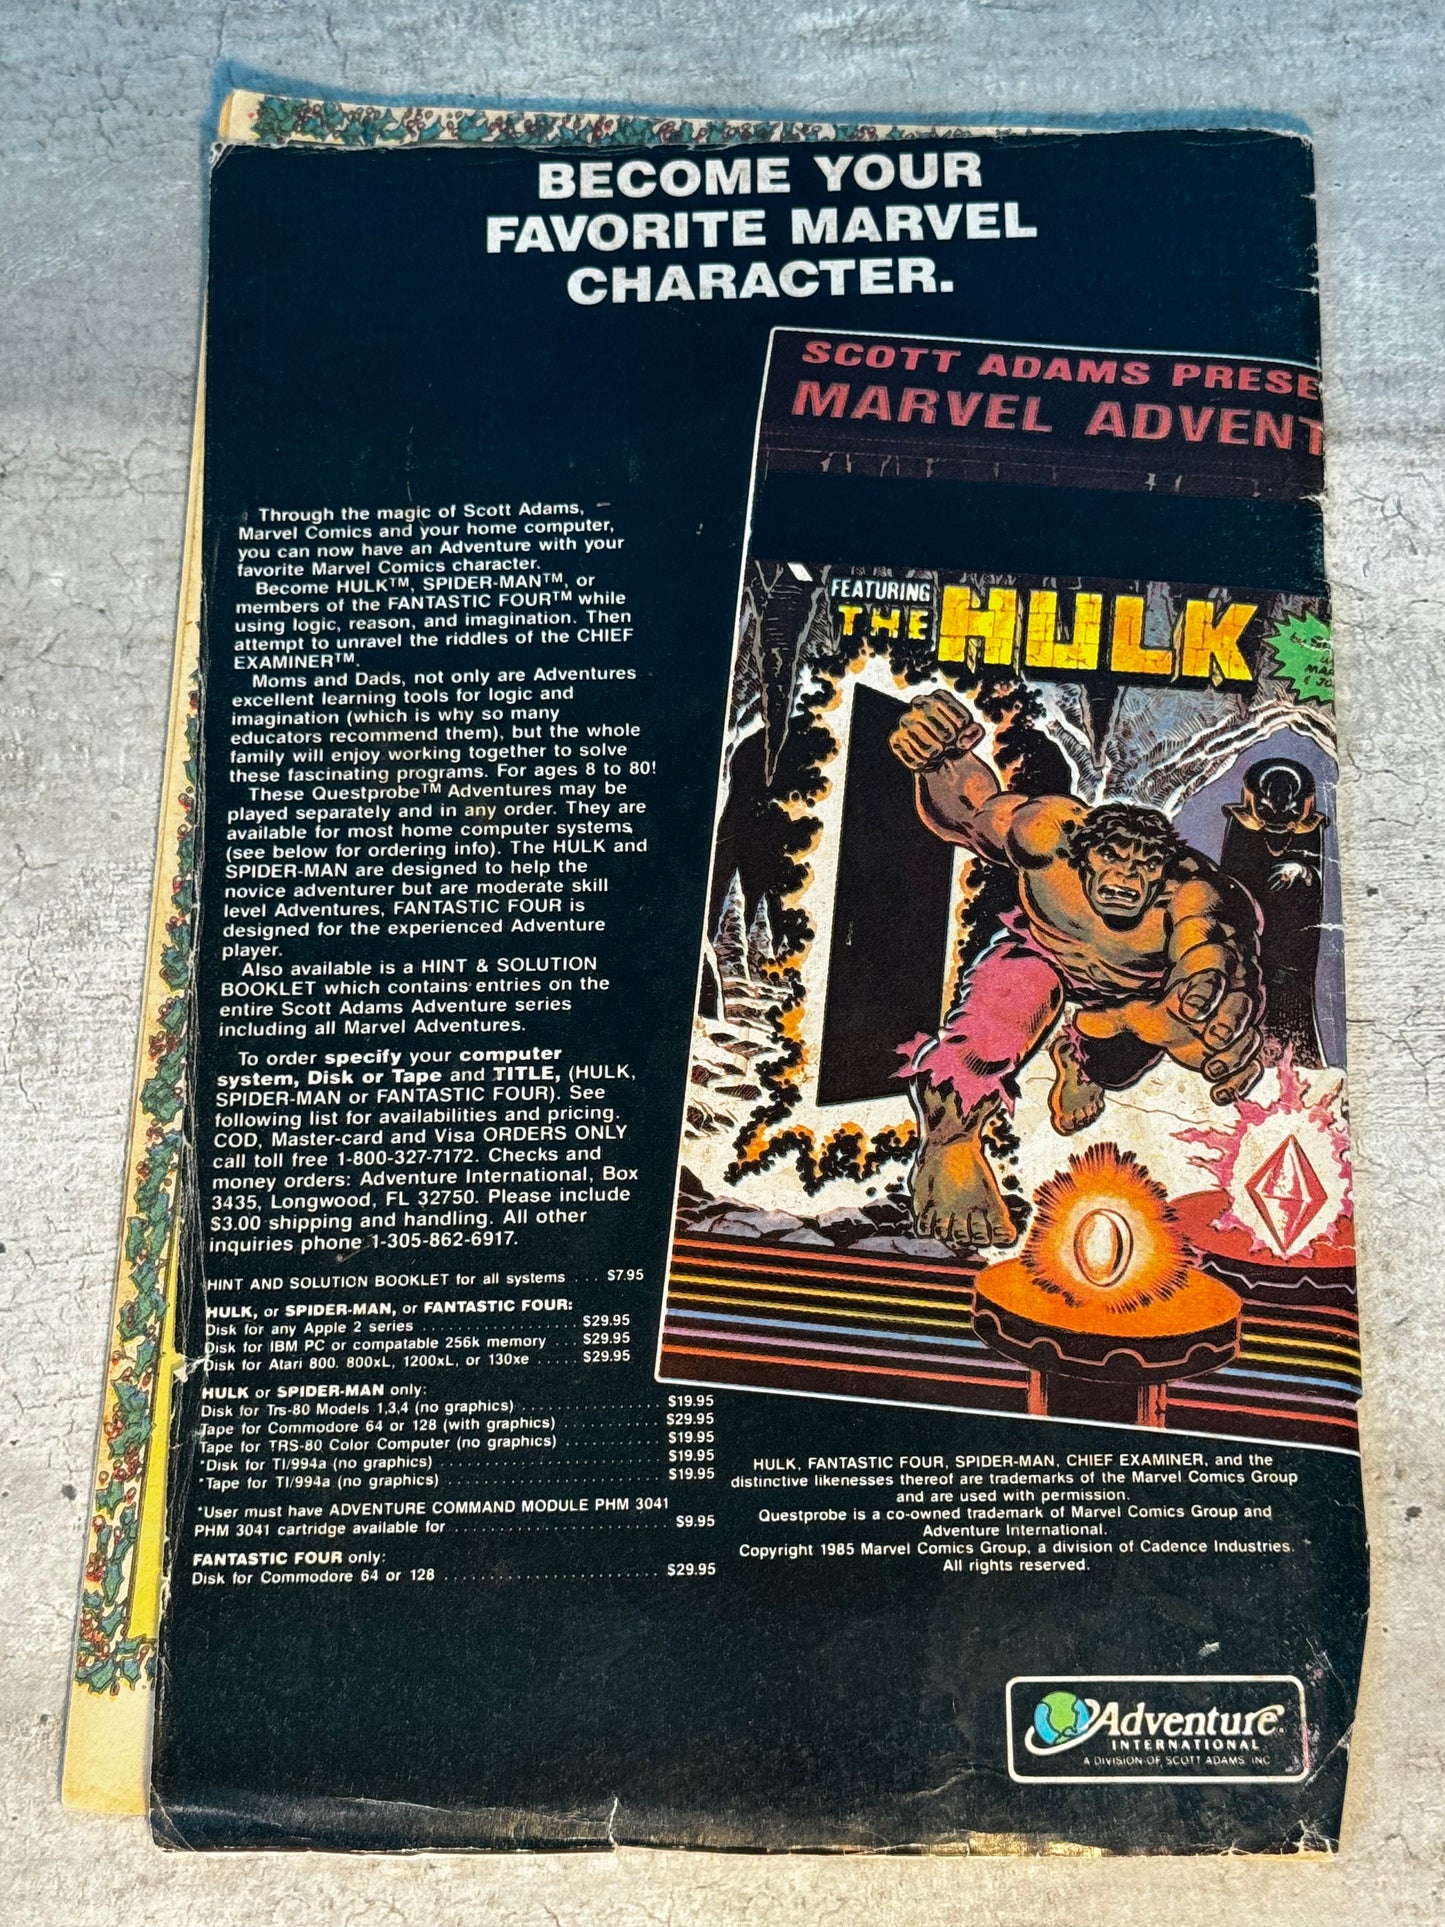 BECOME YOUR
FAVORITE MARVEL
CHARACTER.
SCOTT ADAMS PRESE
MARVEL ADVENT
FEATURING
THE HULK
Through the magic of Scott Adams,
Marvel Comics and your home computer,
you can now have an Adventure with your
favorite Marvel Comics character.
Become HULK™, SPIDER-MAN™, or
members of the FANTASTIC FOUR™ while
using logic, reason, and imagination. Then
attempt to unravel the riddles of the CHIEF
EXAMINER™.
Moms and Dads, not only are Adventures
excellent learning tools for logic and
imagination (which is why so many
educators recommend them), but the whole
family will enjoy working together to solve
these fascinating programs. For ages 8 to 80!
These Questprobe™ Adventures may be
played separately and in any order. They are
available for most home computer systems
(see below for ordering info). The HULK and
SPIDER-MAN are designed to help the
novice adventurer but are moderate skill
level Adventures, FANTASTIC FOUR is
designed for the experienced Adventure
player.
Also available is a HINT & SOLUTION
BOOKLET which contains entries on the
entire Scott Adams Adventure series
including all Marvel Adventures.
To order specify your computer
system, Disk or Tape and TITLE, (HULK,
SPIDER-MAN or FANTASTIC FOUR). See
following list for availabilities and pricing.
COD, Master-card and Visa ORDERS ONLY
call toll free 1-800-327-7172. Checks and
money orders: Adventure International, Box
3435, Longwood, FL 32750. Please include
$3.00 shipping and handling. All other
inquiries phone 1-305-862-6917.
HINT AND SOLUTION BOOKLET for all systems . . . $7.95
HULK, or SPIDER-MAN, or FANTASTIC FOUR:
Disk for any Apple 2 series . . . . . . . . . . . . . . . . . . . $29.95
Disk for IBM PC or compatable 256k memory . . $29.95
Disk for Atari 800. 800xL, 1200xL, or 130xe . . . . . $29.95
HULK or SPIDER-MAN only:
Disk for Trs-80 Models 1,3,4 (no graphics) . . . . . . . . . . . . . . . . . $19.95
Tape for Commodore 64 or 128 (with graphics) . . . . . . . . . . . . $29.95
Tape for TRS-80 Color Computer (no graphics) . . . . . . . . . . . . $19.95
*Disk for TI/994a (no graphics) . . . . . . . . . . . . . . . . . . . . . . . . . . . $19.95
*Tape for TI/994a (no graphics) . . . . . . . . . . . . . . . . . . . . . . . . . . $19.95
*User must have ADVENTURE COMMAND MODULE PHM 3041
PHM 3041 cartridge available for . . . . . . . . . . . . . . . . . . . . . . . . . . $9.95
FANTASTIC FOUR only:
Disk for Commodore 64 or 128 . . . . . . . . . . . . . . . . . . . . . . . . . . $29.95
HULK, FANTASTIC FOUR, SPIDER-MAN, CHIEF EXAMINER, and the
distinctive likenesses thereof are trademarks of the Marvel Comics Group
and are used with permission.
Questprobe is a co-owned trademark of Marvel Comics Group and
Adventure International.
Copyright 1985 Marvel Comics Group, a division of Cadence Industries.
All rights reserved.
Adventure
INTERNATIONAL
A DIVISION OF SCOTT ADAMS, INC